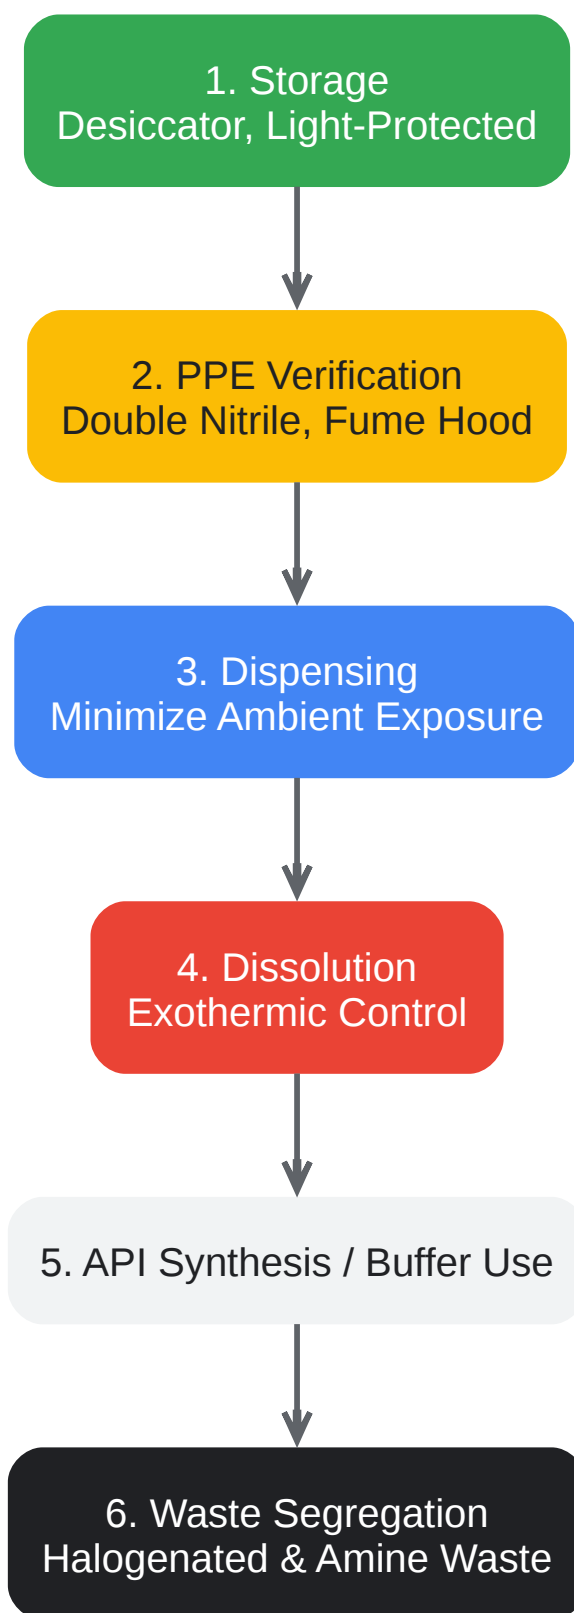 1. Storage
Desiccator, Light-Protected
2. PPE Verification
Double Nitrile, Fume Hood
3. Dispensing
Minimize Ambient Exposure
4. Dissolution
Exothermic Control
5. API Synthesis / Buffer Use
6. Waste Segregation
Halogenated & Amine Waste